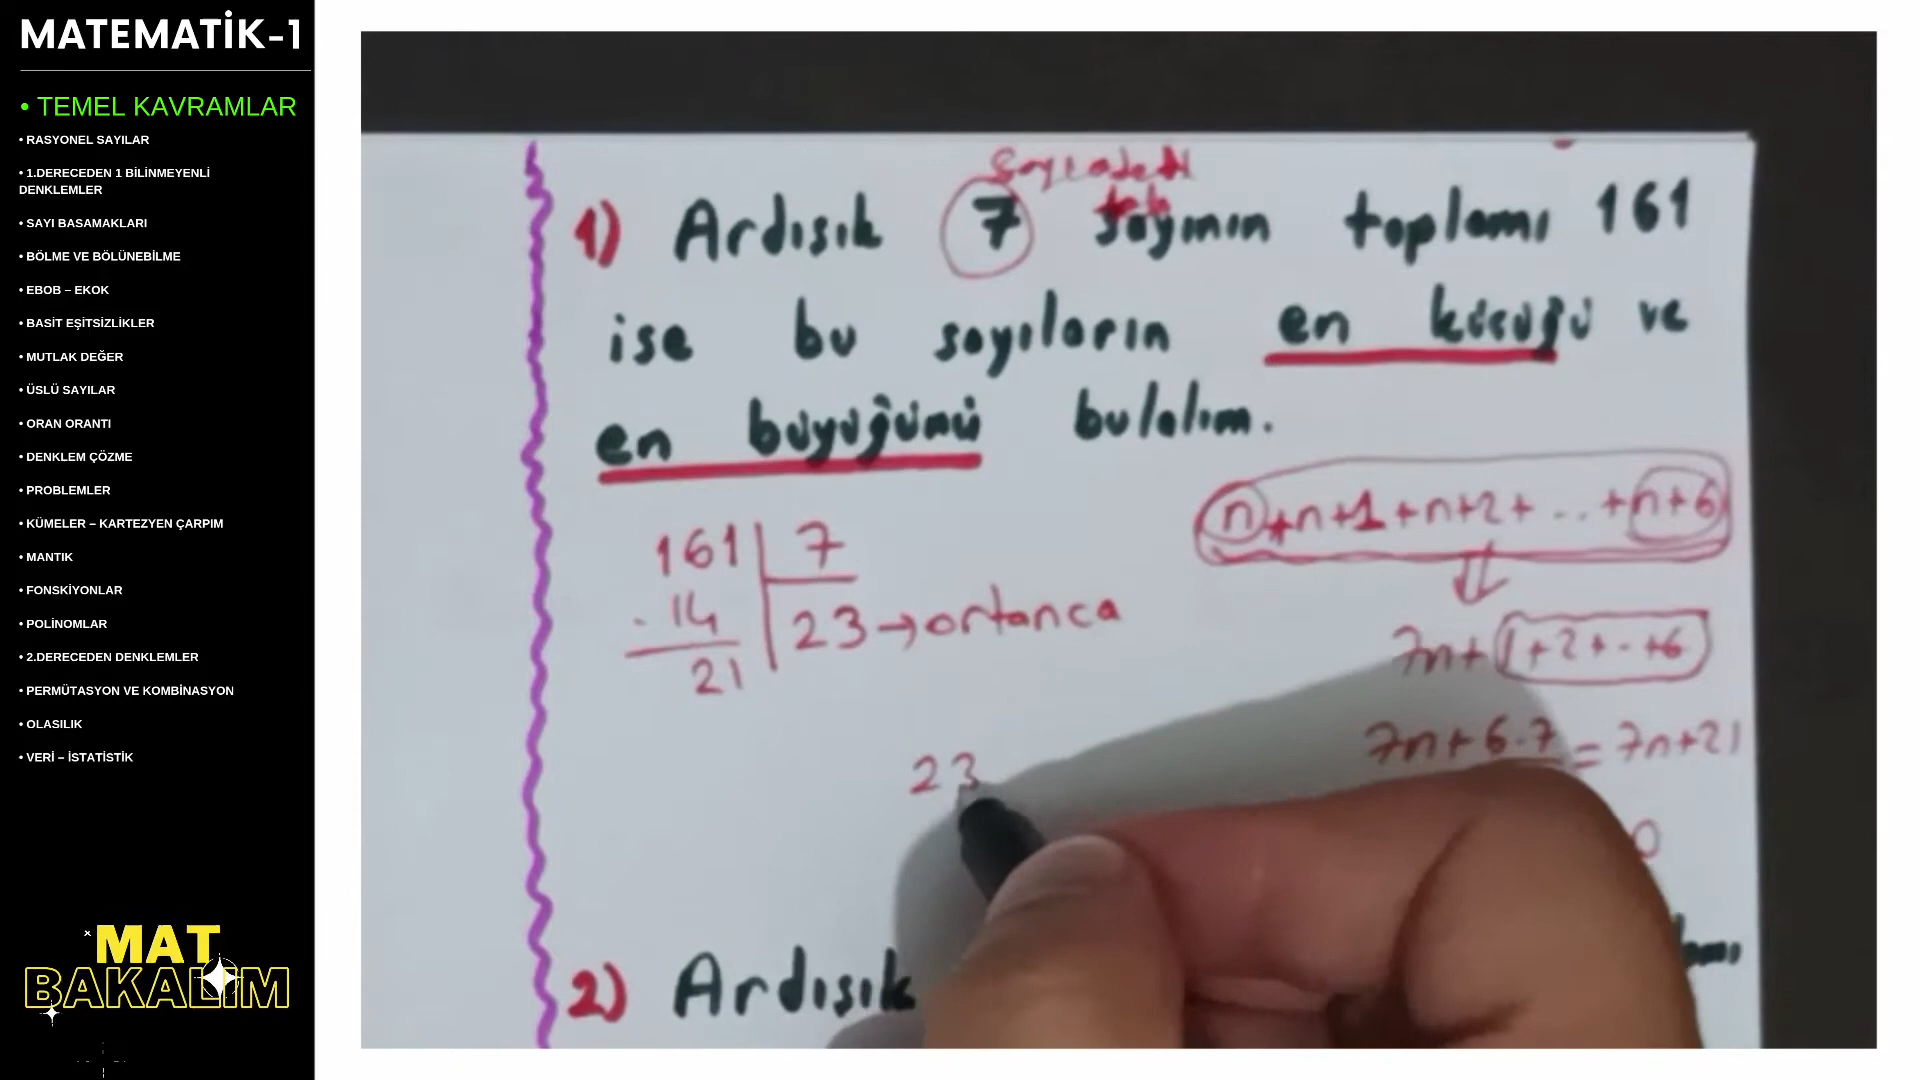 MATEMATİK-1
• TEMEL KAVRAMLAR
• RASYONEL SAYILAR
• 1.DERECEDEN 1 BİLİNMEYENLİ
DENKLEMLER
• SAYI BASAMAKLARI
• BÖLME VE BÖLÜNEBİLME
• EBOB – EKOK
• BASİT EŞİTSİZLİKLER
• MUTLAK DEĞER
• ÜSLÜ SAYILAR
• ORAN ORANTI
• DENKLEM ÇÖZME
• PROBLEMLER
• KÜMELER – KARTEZYEN ÇARPIM
• MANTIK
• FONSKİYONLAR
• POLİNOMLAR
• 2.DERECEDEN DENKLEMLER
• PERMÜTASYON VE KOMBİNASYON
• OLASILIK
• VERİ – İSTATİSTİK
MAT
BAKALIM
Sayı adedi
tek
1) Ardışık 7 sayının toplamı 161
ise bu sayıların en küçüğü ve
en büyüğünü bulalım.
n+n+1+n+2+...+n+6
161 7
- 14
23→ortanca
21
7n+1+2+..+6
7n+6.7=7n+21
23
2) Ardışık